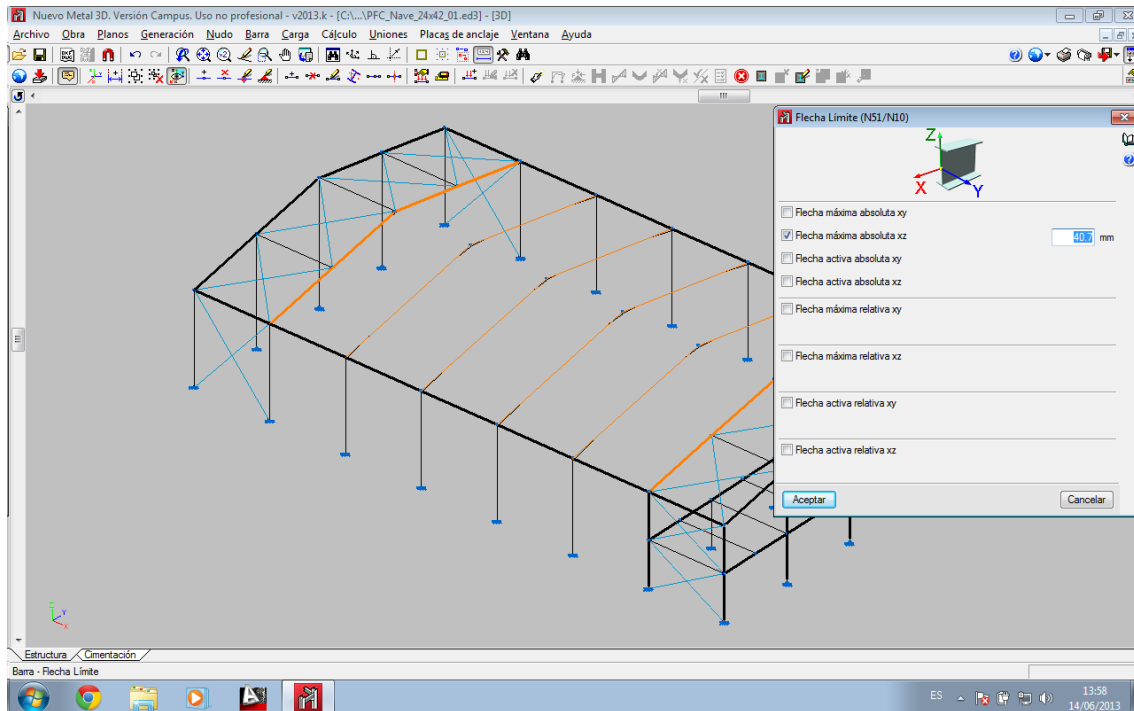 Nuevo Metal 3D. Versión Campus. Uso no profesional - v2013.k - [C:\...\PFC_Nave_24x42_01.ed3] - [3D]
Archivo Obra Planos Generación Nudo Barra Carga Cálculo Uniones Placas de anclaje Ventana Ayuda
Flecha Límite (N51/N10)
Z
X
Y
Flecha máxima absoluta xy
Flecha máxima absoluta xz 40.7 mm
Flecha activa absoluta xy
Flecha activa absoluta xz
Flecha máxima relativa xy
Flecha máxima relativa xz
Flecha activa relativa xy
Flecha activa relativa xz
Aceptar Cancelar
Z
Y
X
Estructura Cimentación
Barra - Flecha Límite
ES 13:58
14/06/2013